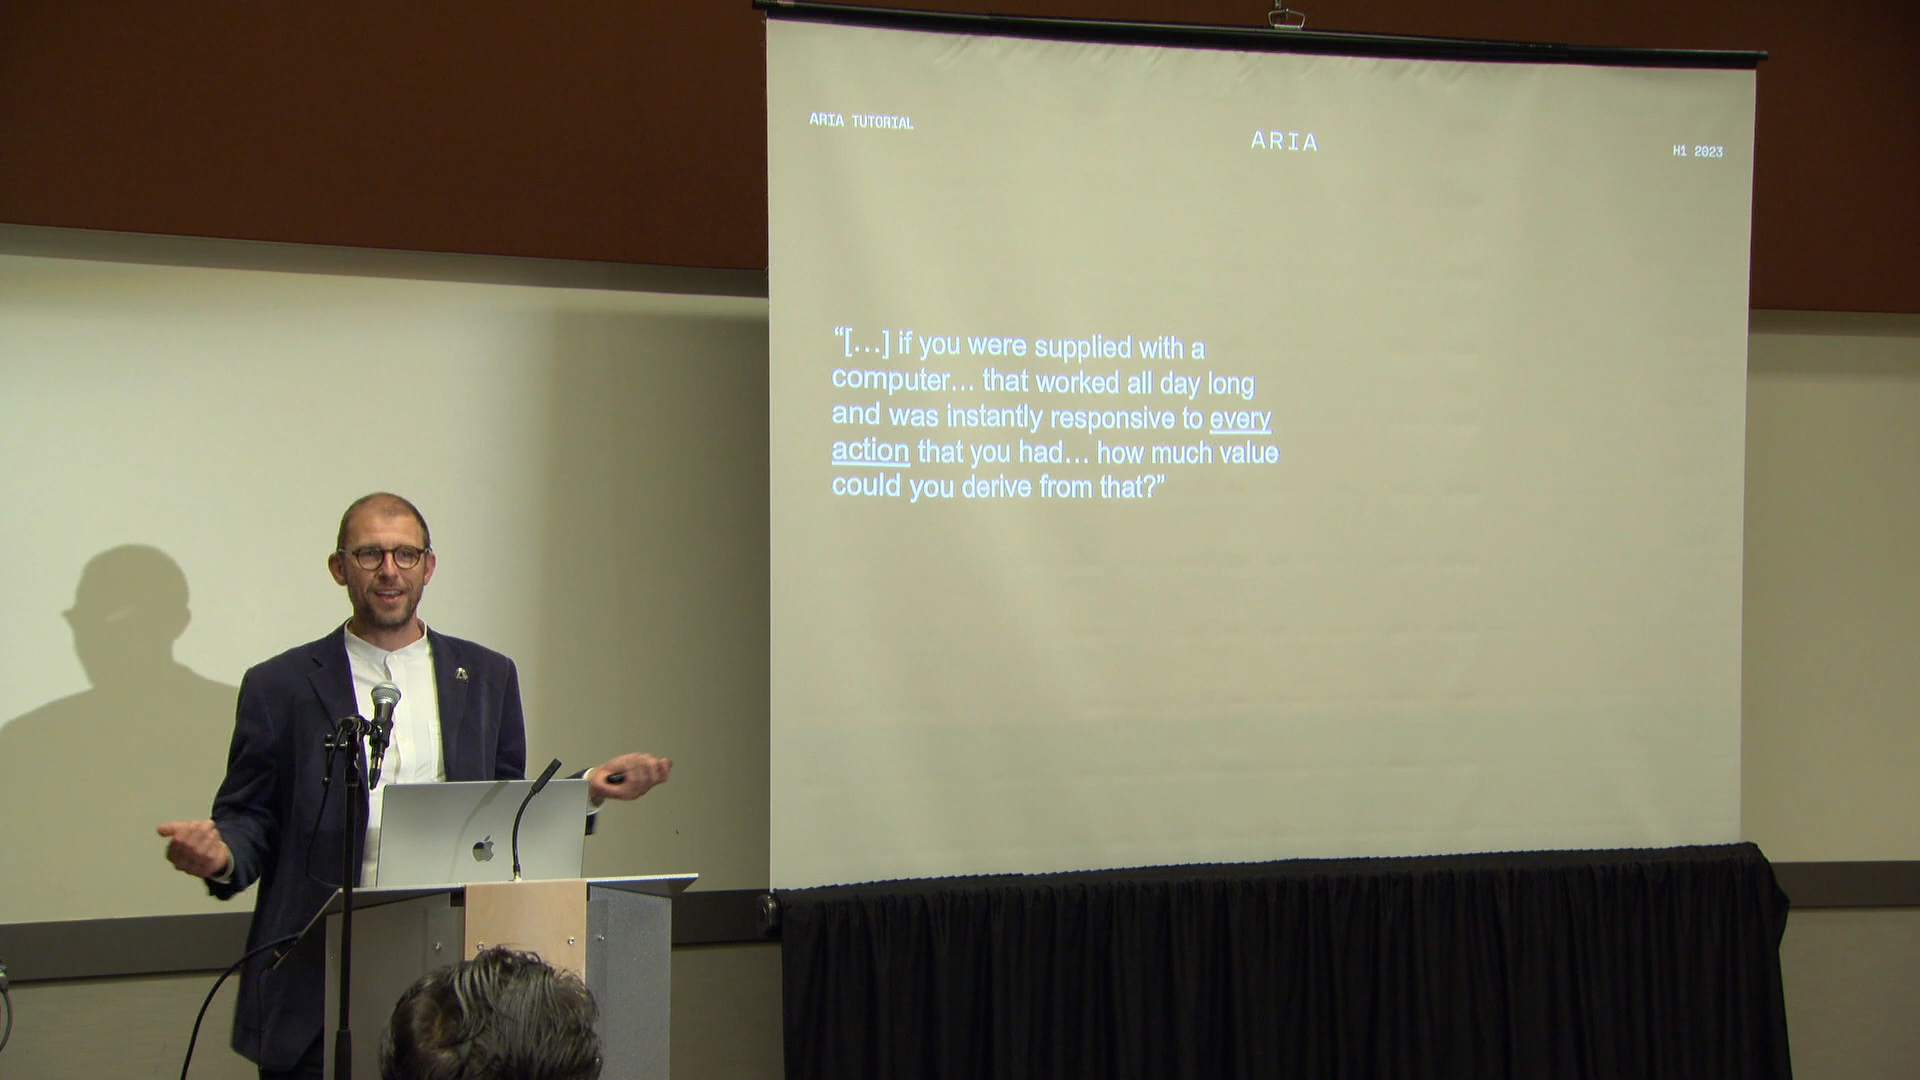 ARIA TUTORIAL
ARIA
H1 2023
“[…] if you were supplied with a
computer… that worked all day long
and was instantly responsive to every
action that you had… how much value
could you derive from that?”